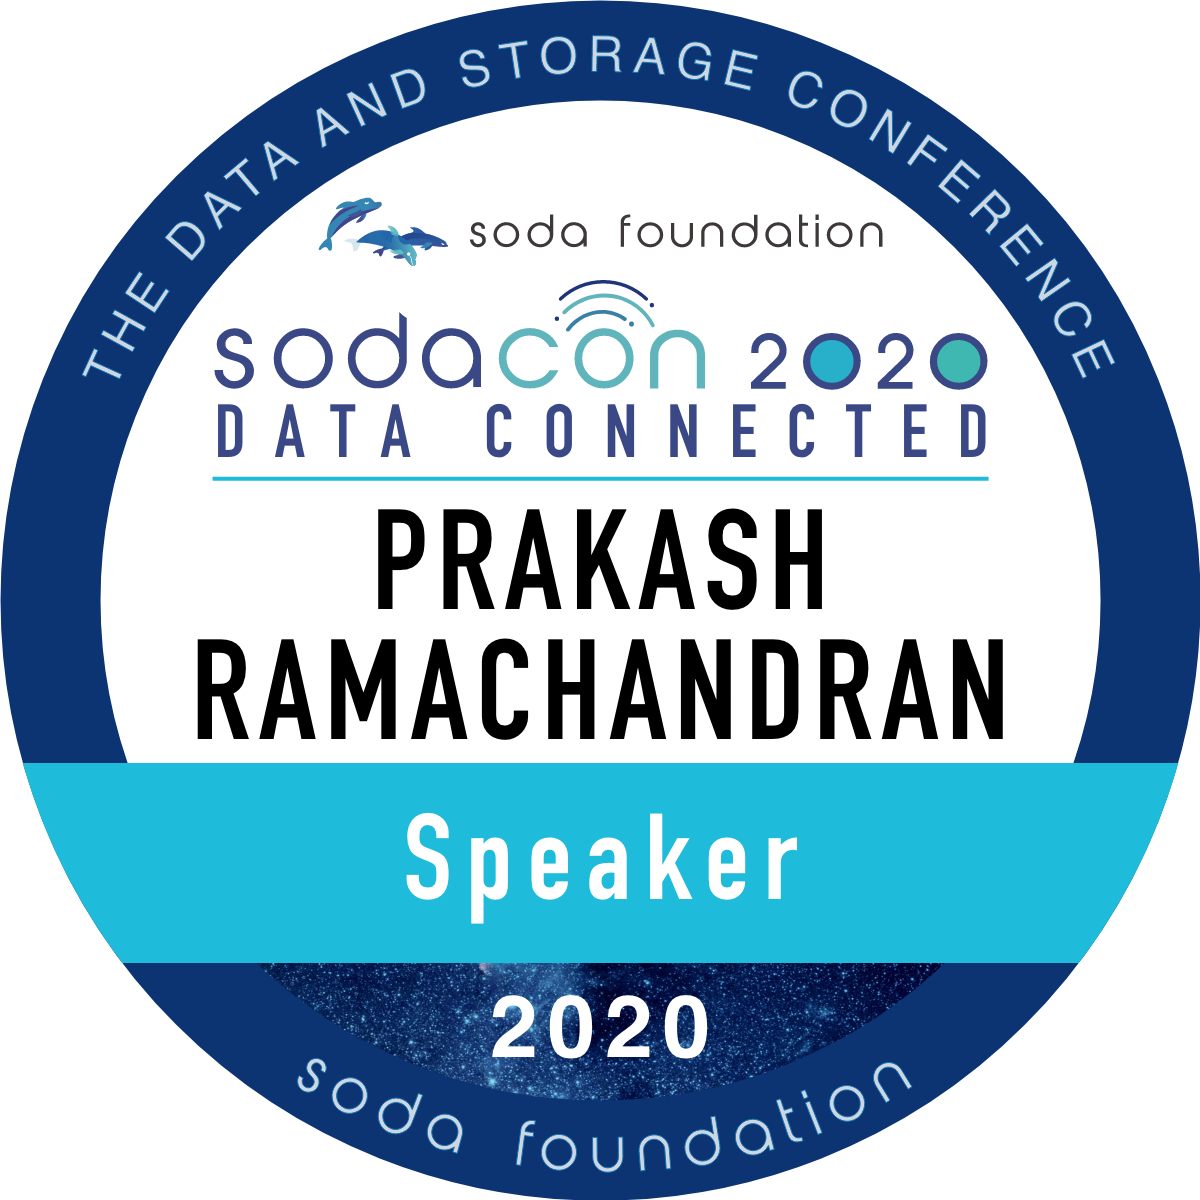 THE DATA AND STORAGE CONFERENCE
soda foundation
sodacon 2020
DATA CONNECTED
PRAKASH
RAMACHANDRAN
Speaker
2020
soda foundation